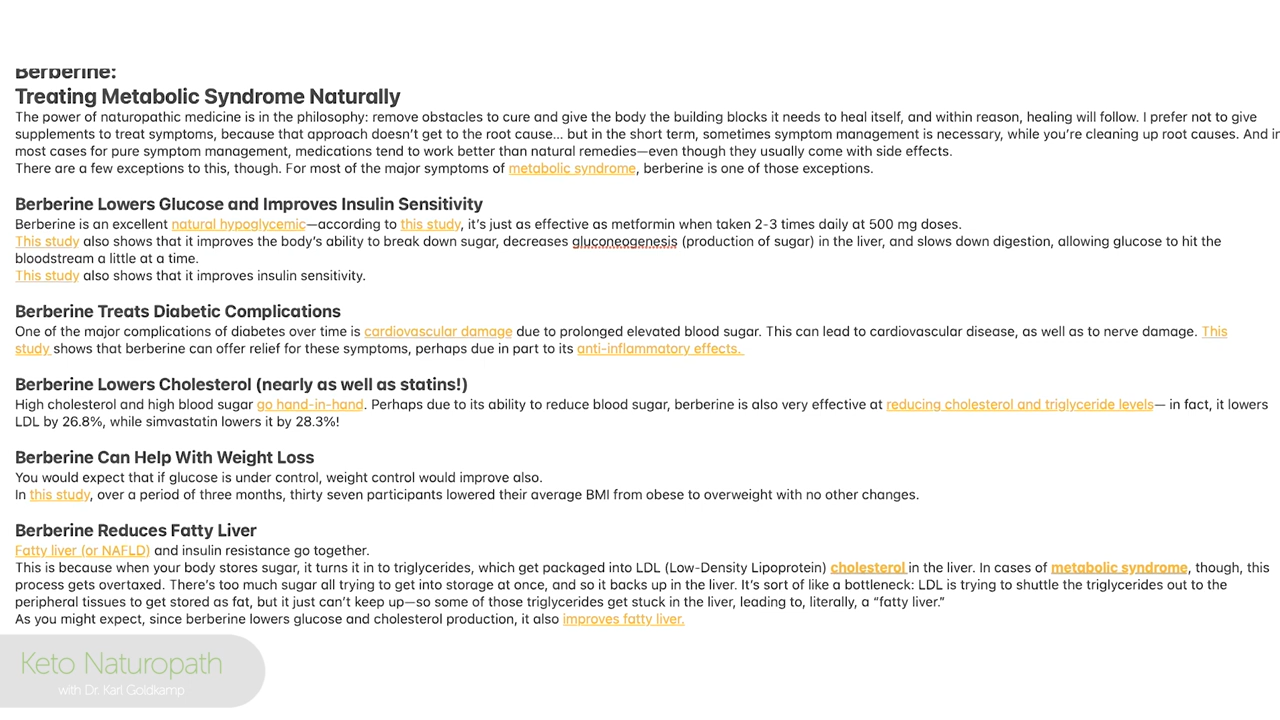 Berberine:
Treating Metabolic Syndrome Naturally
The power of naturopathic medicine is in the philosophy: remove obstacles to cure and give the body the building blocks it needs to heal itself, and within reason, healing will follow. I prefer not to give
supplements to treat symptoms, because that approach doesn't get to the root cause... but in the short term, sometimes symptom management is necessary, while you're cleaning up root causes. And in
most cases for pure symptom management, medications tend to work better than natural remedies—even though they usually come with side effects.
There are a few exceptions to this, though. For most of the major symptoms of metabolic syndrome, berberine is one of those exceptions.
Berberine Lowers Glucose and Improves Insulin Sensitivity
Berberine is an excellent natural hypoglycemic—according to this study, it's just as effective as metformin when taken 2-3 times daily at 500 mg doses.
This study also shows that it improves the body's ability to break down sugar, decreases gluconeogenesis (production of sugar) in the liver, and slows down digestion, allowing glucose to hit the
bloodstream a little at a time.
This study also shows that it improves insulin sensitivity.
Berberine Treats Diabetic Complications
One of the major complications of diabetes over time is cardiovascular damage due to prolonged elevated blood sugar. This can lead to cardiovascular disease, as well as to nerve damage. This
study shows that berberine can offer relief for these symptoms, perhaps due in part to its anti-inflammatory effects.
Berberine Lowers Cholesterol (nearly as well as statins!)
High cholesterol and high blood sugar go hand-in-hand. Perhaps due to its ability to reduce blood sugar, berberine is also very effective at reducing cholesterol and triglyceride levels— in fact, it lowers
LDL by 26.8%, while simvastatin lowers it by 28.3%!
Berberine Can Help With Weight Loss
You would expect that if glucose is under control, weight control would improve also.
In this study, over a period of three months, thirty seven participants lowered their average BMI from obese to overweight with no other changes.
Berberine Reduces Fatty Liver
Fatty liver (or NAFLD) and insulin resistance go together.
This is because when your body stores sugar, it turns it in to triglycerides, which get packaged into LDL (Low-Density Lipoprotein) cholesterol in the liver. In cases of metabolic syndrome, though, this
process gets overtaxed. There's too much sugar all trying to get into storage at once, and so it backs up in the liver. It's sort of like a bottleneck: LDL is trying to shuttle the triglycerides out to the
peripheral tissues to get stored as fat, but it just can't keep up—so some of those triglycerides get stuck in the liver, leading to, literally, a "fatty liver."
As you might expect, since berberine lowers glucose and cholesterol production, it also improves fatty liver.
Keto Naturopath
with Dr. Karl Goldkamp